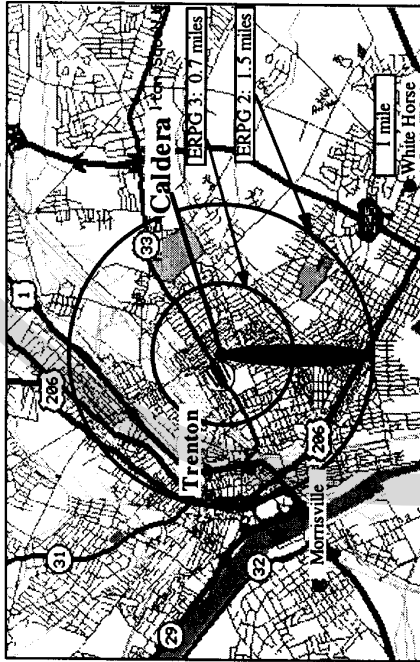 Caldera
ERPG 3: 0.7 miles
ERPG 2: 1.5 miles
1 mile
White Horse
Trenton
Morrisville
1
206
33
31
29
32
206